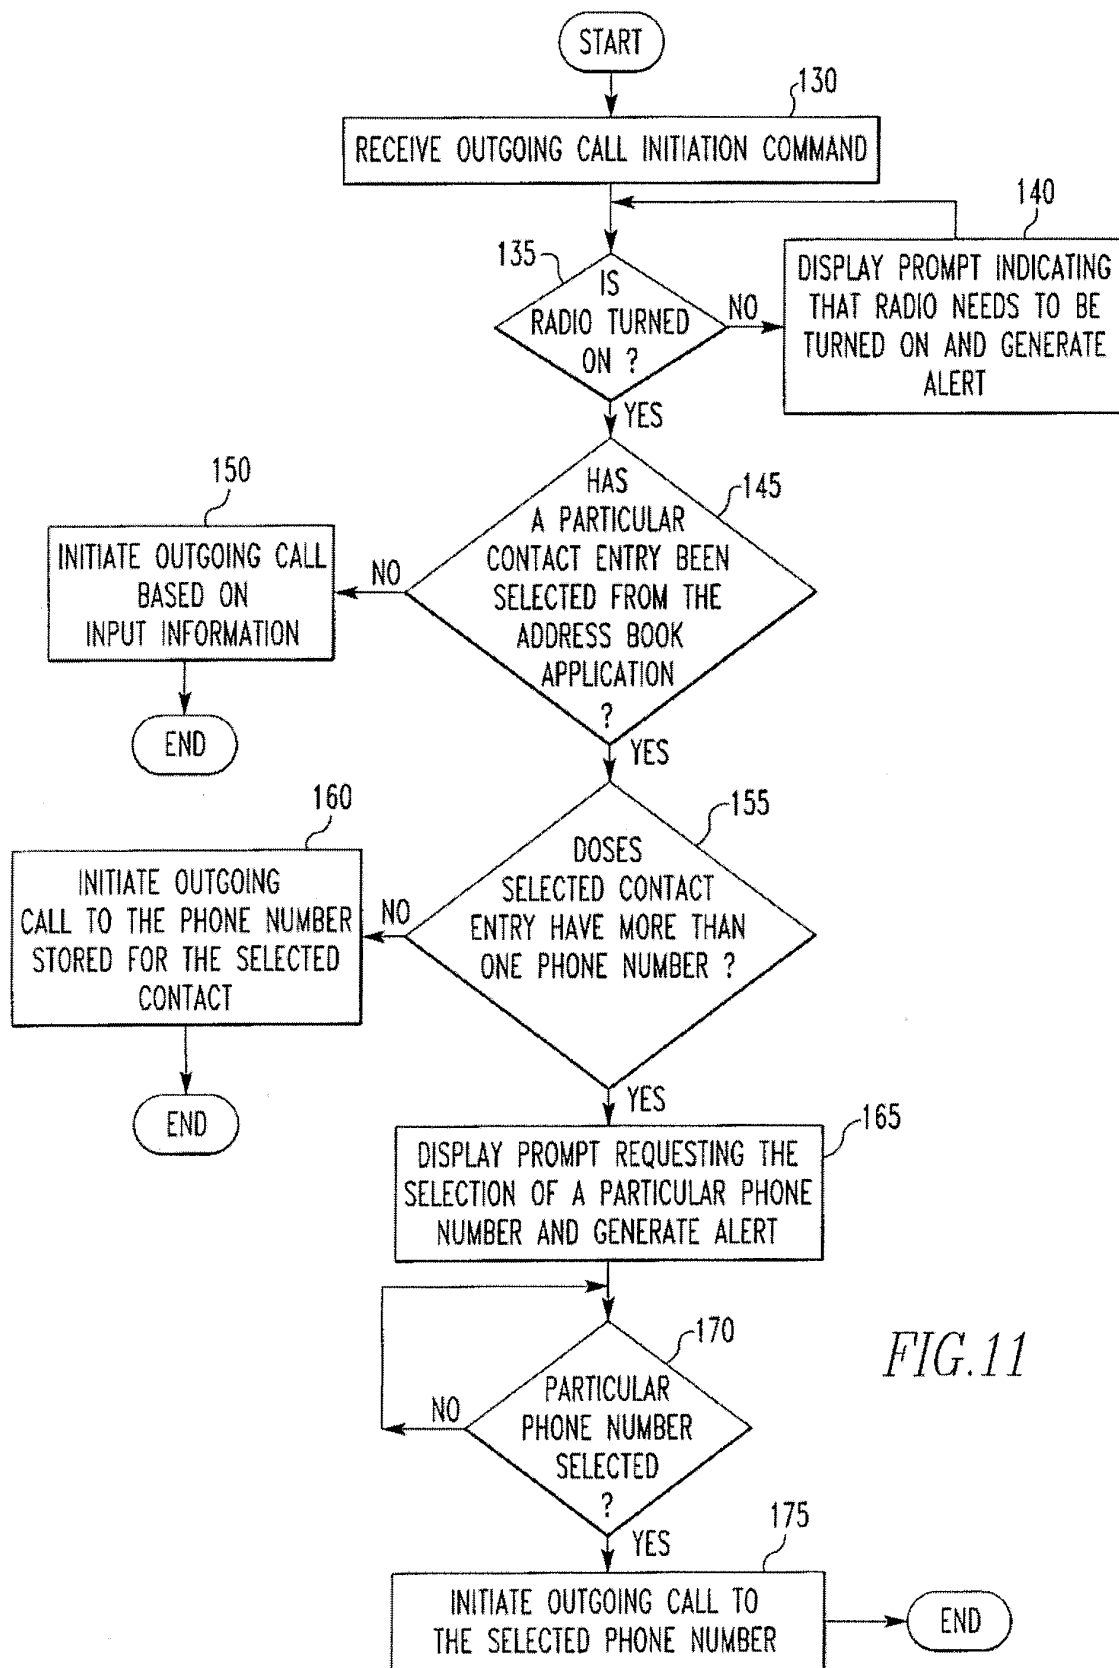 START
130
RECEIVE OUTGOING CALL INITIATION COMMAND
140
135
IS
RADIO TURNED
ON ?
NO
DISPLAY PROMPT INDICATING
THAT RADIO NEEDS TO BE
TURNED ON AND GENERATE
ALERT
YES
150
145
HAS
A PARTICULAR
CONTACT ENTRY BEEN
SELECTED FROM THE
ADDRESS BOOK
APPLICATION
?
NO
INITIATE OUTGOING CALL
BASED ON
INPUT INFORMATION
END
YES
160
155
DOSES
SELECTED CONTACT
ENTRY HAVE MORE THAN
ONE PHONE NUMBER ?
NO
INITIATE OUTGOING
CALL TO THE PHONE NUMBER
STORED FOR THE SELECTED
CONTACT
END
YES
165
DISPLAY PROMPT REQUESTING THE
SELECTION OF A PARTICULAR PHONE
NUMBER AND GENERATE ALERT
170
PARTICULAR
PHONE NUMBER
SELECTED
?
NO
FIG.11
YES
175
INITIATE OUTGOING CALL TO
THE SELECTED PHONE NUMBER
END